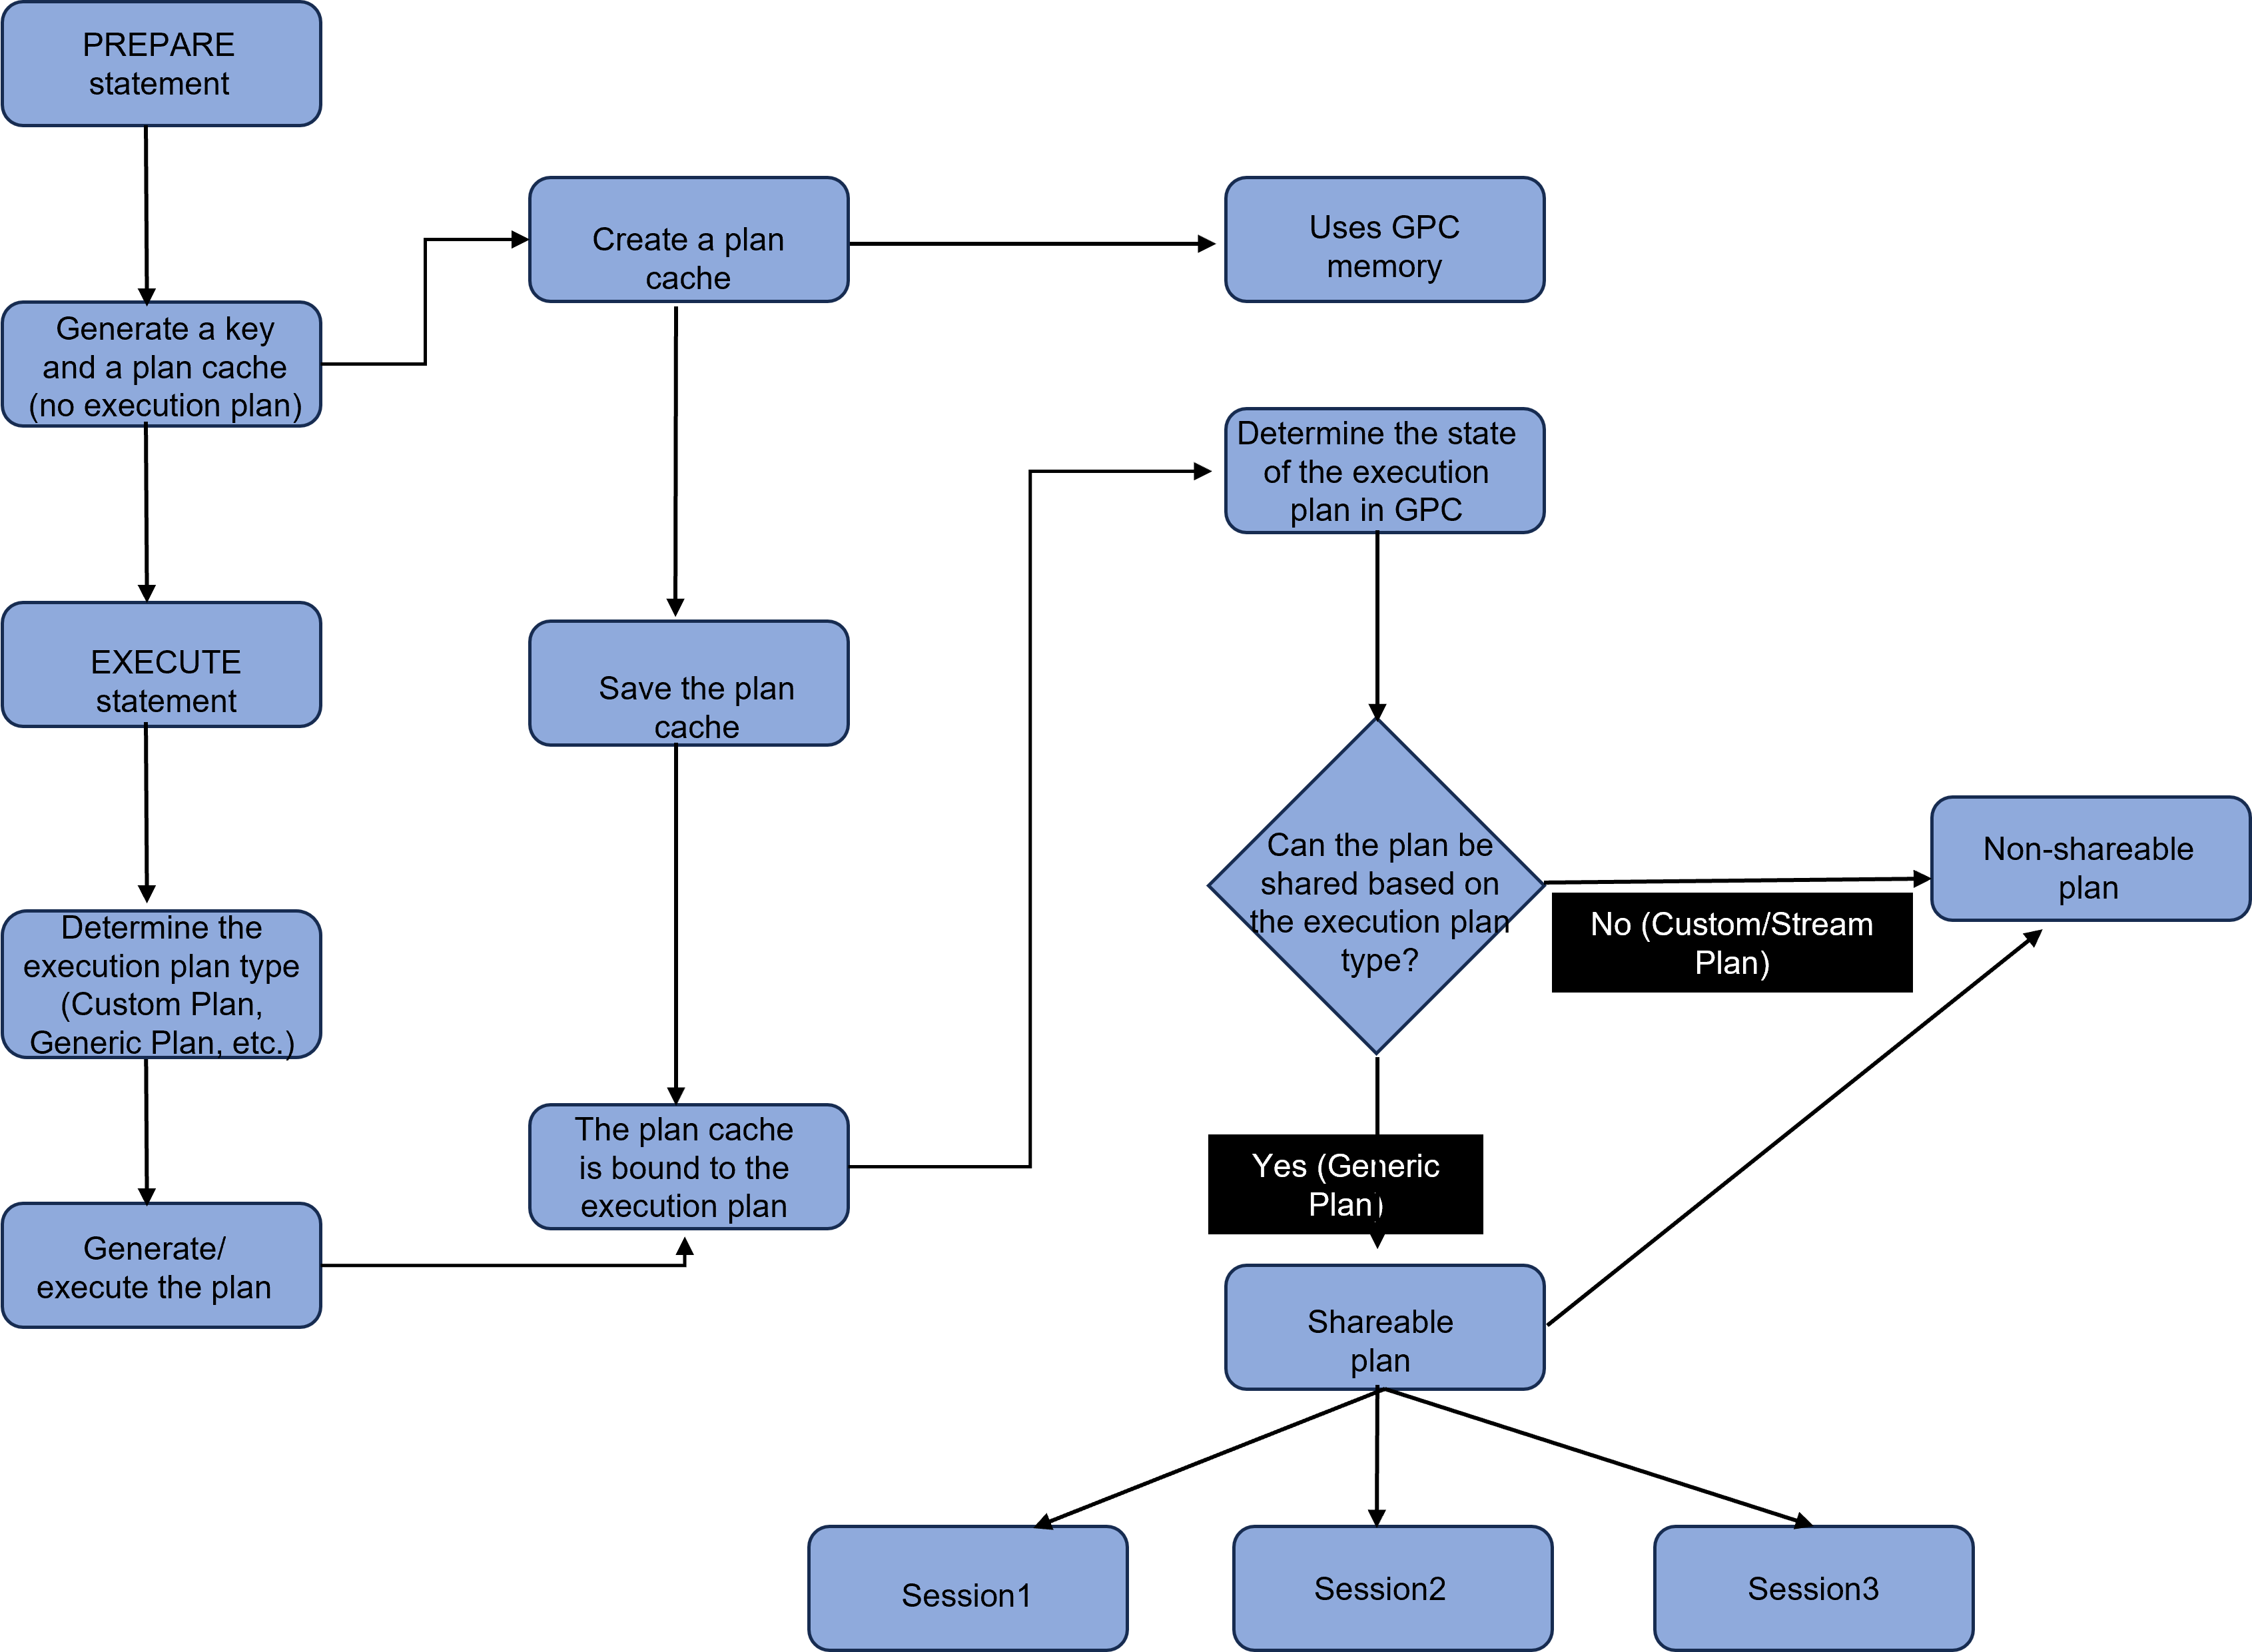 PREPARE
statement
Generate a key
and a plan cache
(no execution plan)
EXECUTE
statement
Determine the
execution plan type
(Custom Plan,
Generic Plan, etc.)
Generate/
execute the plan
Create a plan
cache
Save the plan
cache
The plan cache
is bound to the
execution plan
Uses GPC
memory
Determine the state
of the execution
plan in GPC
Can the plan be
shared based on
the execution plan
type?
No (Custom/Stream
Plan)
Non-shareable
plan
Yes (Generic
Plan)
Shareable
plan
Session1
Session2
Session3